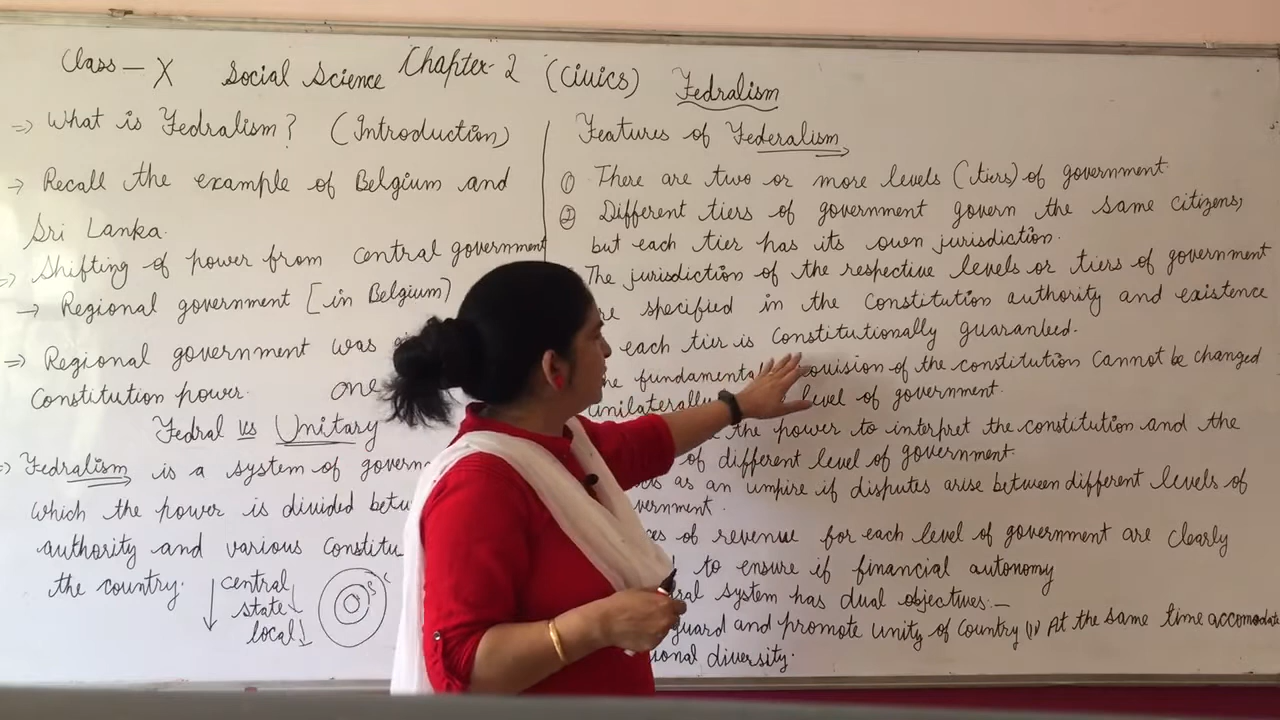 Class - X Social Science Chapter-2 (Civics) Fedralism
=> What is Fedralism? (Introduction)
=> Recall the example of Belgium and
Sri Lanka.
=> Shifting of power from central government
→ Regional government [in Belgium)
=> Regional government was
Constitution power. one
Fedral vs Unitary
=> Fedralism is a system of govern
which the power is divided betw
authority and various Constitu
the country.
central
state
local
Features of Federalism
① There are two or more levels (tiers) of government.
② Different tiers of government govern the same citizens,
but each tier has its own jurisdiction.
The jurisdiction of the respective levels or tiers of government
specified in the Constitution authority and existence
each tier is Constitutionally guaranteed.
fundamental provision of the constitution Cannot be changed
unilaterally level of government.
the power to interpret the constitution and the
of different level of government.
as an umpire if disputes arise between different levels of
vernment.
of revenue for each level of government are clearly
to ensure if financial autonomy
ral system has dual objectives:-
guard and promote Unity of Country (ii) At the same time accomodate
ional diversity.